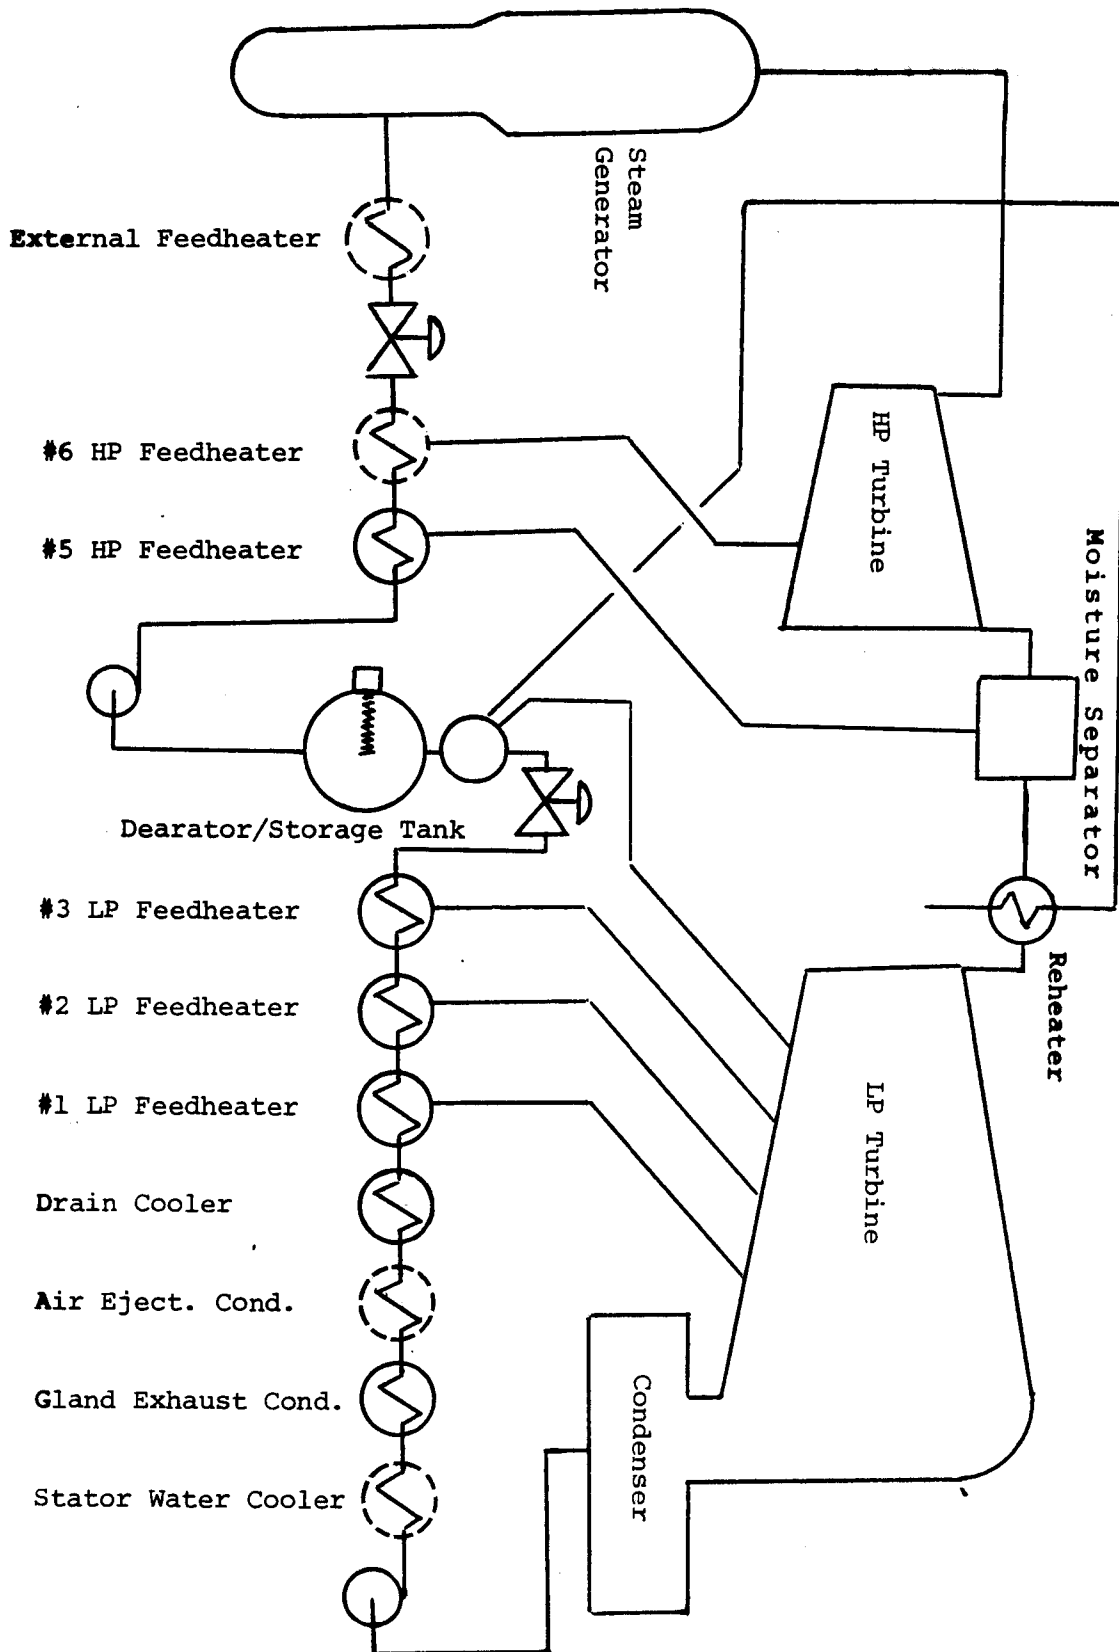 Steam
Generator
External Feedheater
#6 HP Feedheater
HP Turbine
#5 HP Feedheater
Moisture Separator
Dearator/Storage Tank
#3 LP Feedheater
Reheater
#2 LP Feedheater
#1 LP Feedheater
LP Turbine
Drain Cooler
Air Eject. Cond.
Gland Exhaust Cond.
Condenser
Stator Water Cooler